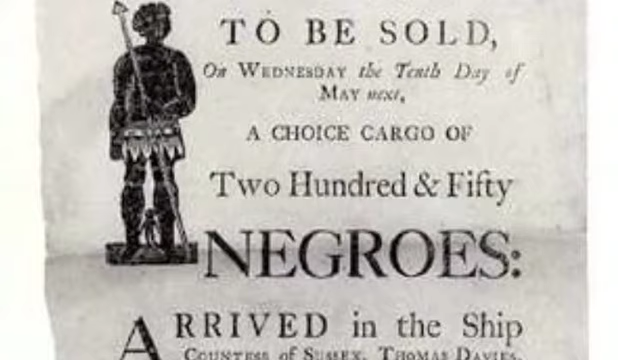 TO BE SOLD,
On WEDNESDAY the Tenth Day of
MAY next,
A CHOICE CARGO OF
Two Hundred & Fifty
NEGROES:
ARRIVED in the Ship
COUNTESS of SUSSEX, THOMAS DAVIES,